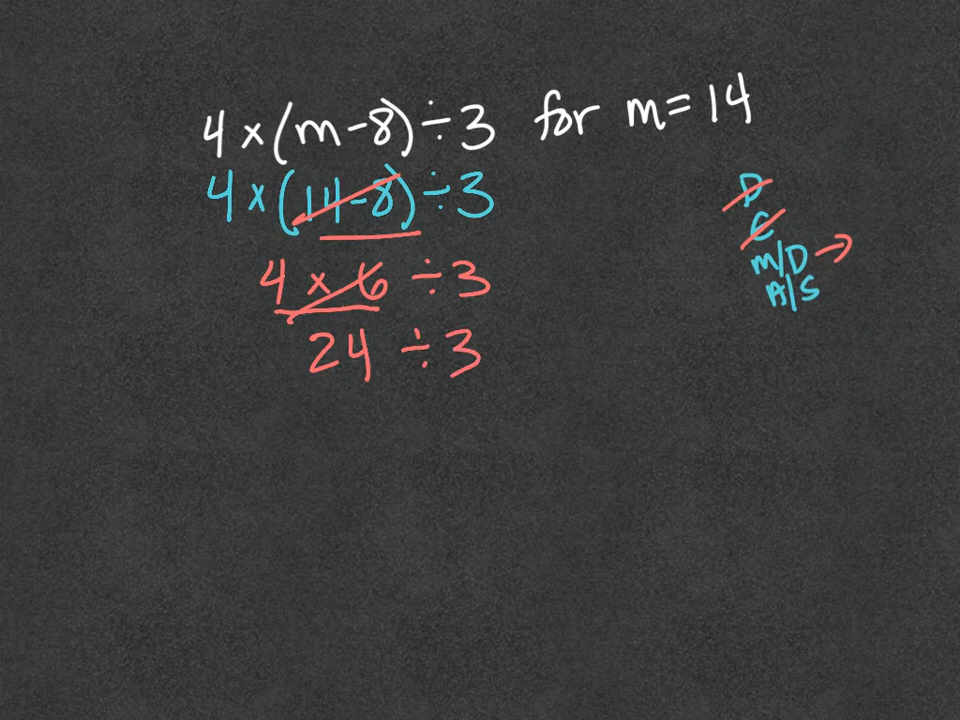 4 × (m - 8) ÷ 3 for m = 14
4 × (14 - 8) ÷ 3
4 × 6 ÷ 3
24 ÷ 3
P
E
M/D
A/S